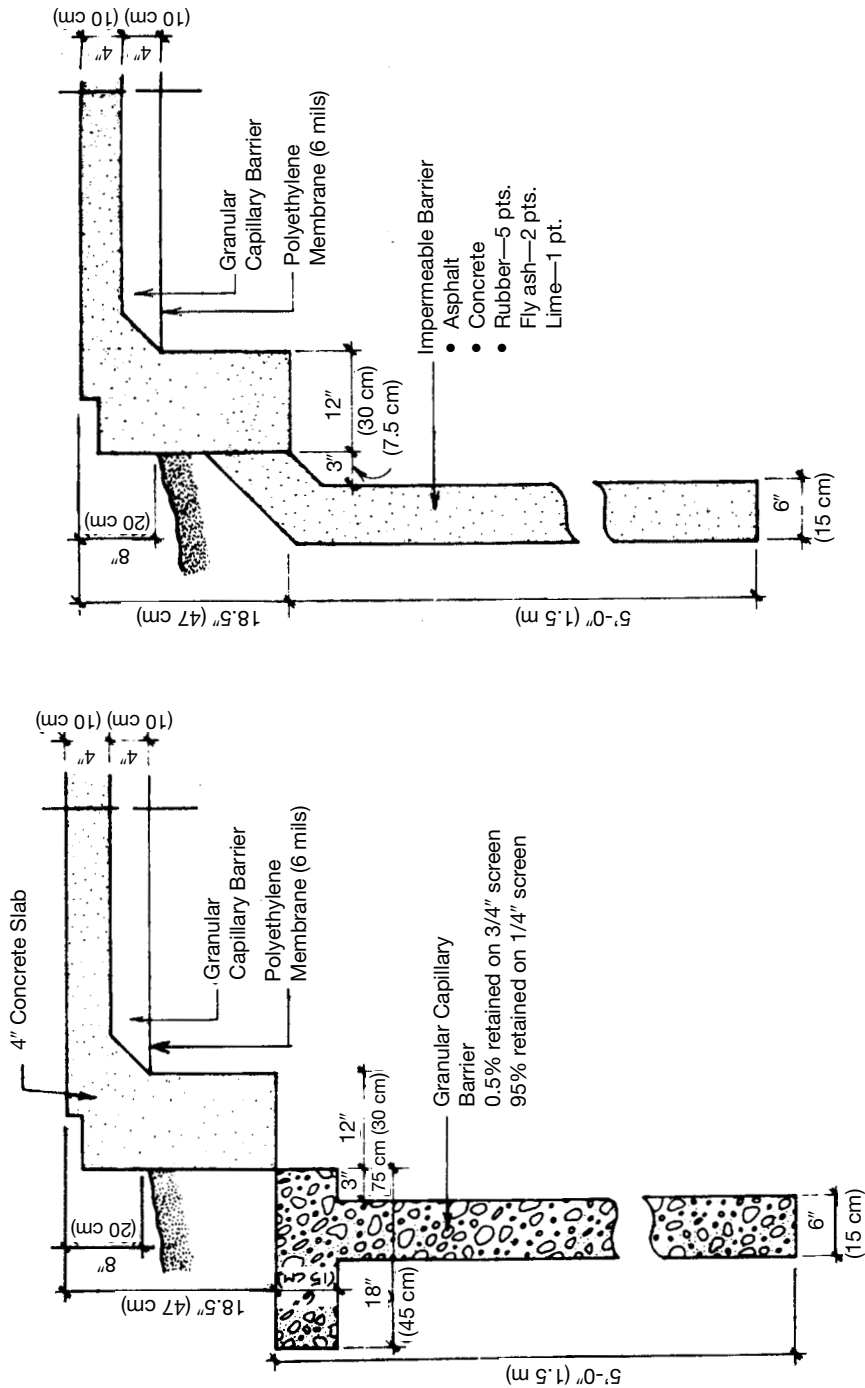 4" Concrete Slab
8"
(20 cm)
18.5" (47 cm)
5'-0" (1.5 m)
4"
(10 cm)
4"
(10 cm)
Granular
Capillary Barrier
Polyethylene
Membrane (6 mils)
12"
3"
75 cm (30 cm)
18"
(45 cm)
Granular Capillary
Barrier
0.5% retained on 3/4" screen
95% retained on 1/4" screen
6"
(15 cm)
8"
(20 cm)
18.5" (47 cm)
5'-0" (1.5 m)
4"
(10 cm)
4"
(10 cm)
Granular
Capillary Barrier
Polyethylene
Membrane (6 mils)
12"
(30 cm)
3"
(7.5 cm)
Impermeable Barrier
• Asphalt
• Concrete
• Rubber—5 pts.
Fly ash—2 pts.
Lime—1 pt.
6"
(15 cm)